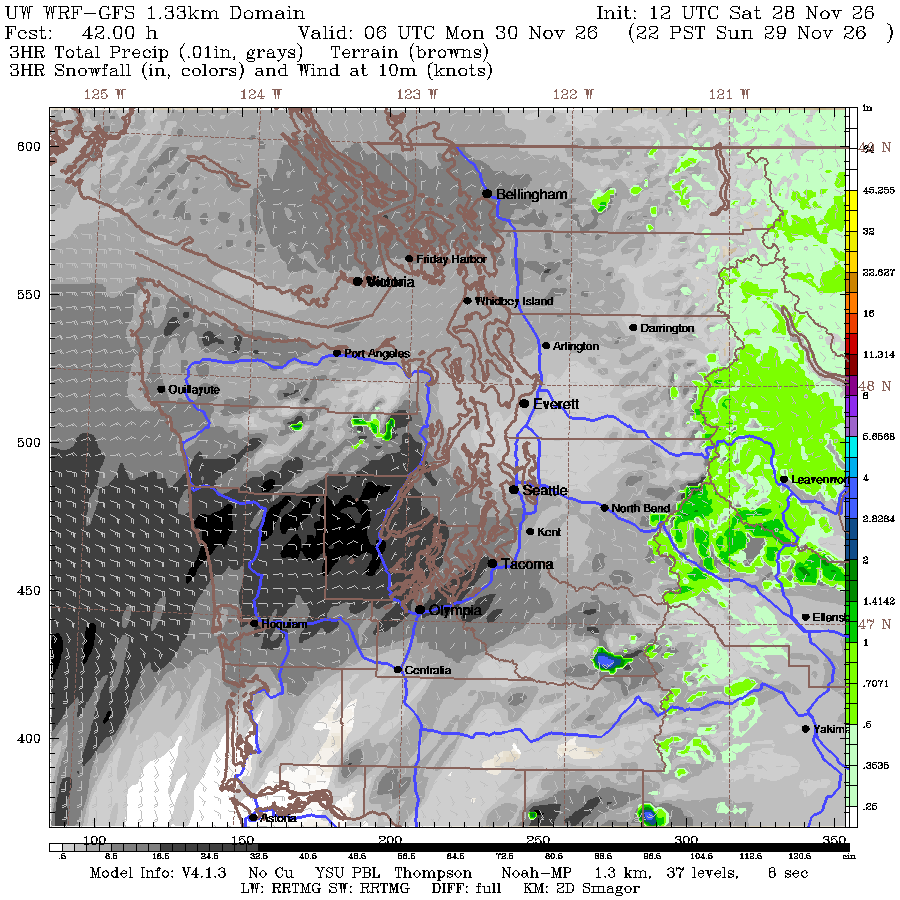 UW WRF-GFS 1.33km Domain Init: 12 UTC Sat 28 Nov 26
Fcst: 42.00 h Valid: 06 UTC Mon 30 Nov 26 (22 PST Sun 29 Nov 26 )
3HR Total Precip (.01in, grays) Terrain (browns)
3HR Snowfall (in, colors) and Wind at 10m (knots)
125 W 124 W 123 W 122 W 121 W
in
600
49 N
64
45.255
Bellingham
32
Friday Harbor
22.627
Victoria
550
Whidbey Island
16
Darrington
Arlington
11.314
Port Angeles
Quillayute
48 N
8
Everett
500
5.6568
Leavenwort
4
Seattle
North Bend
2.8284
Kent
2
Tacoma
450
1.4142
Olympia
Ellens
Hoquiam
47 N
1
Centralia
.7071
400
Yakima
.5
.3535
Astoria
.25
100 150 200 250 300 350
.5 8.5 16.5 24.5 32.5 40.5 48.5 56.5 64.5 72.5 80.5 88.5 96.5 104.5 112.5 120.5 cin
Model Info: V4.1.3 No Cu YSU PBL Thompson Noah-MP 1.3 km, 37 levels, 8 sec
LW: RRTMG SW: RRTMG DIFF: full KM: 2D Smagor